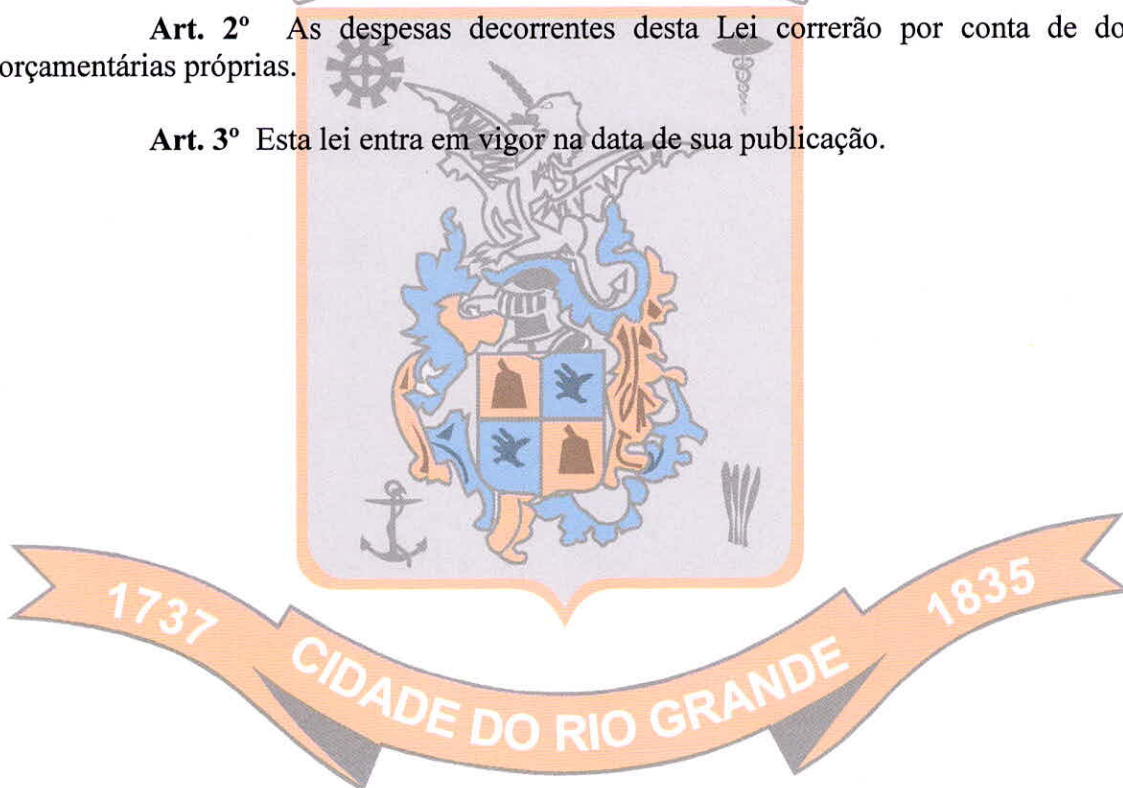 Art. 2º As despesas decorrentes desta Lei correrão por conta de do
orçamentárias próprias.
Art. 3º Esta lei entra em vigor na data de sua publicação.
1737 CIDADE DO RIO GRANDE 1835